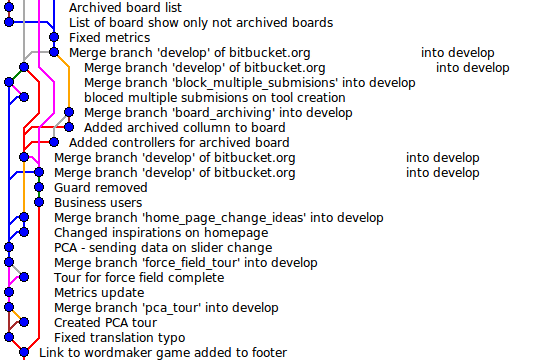 Archived board list
List of board show only not archived boards
Fixed metrics
Merge branch 'develop' of bitbucket.org into develop
Merge branch 'develop' of bitbucket.org into develop
Merge branch 'block_multiple_submisions' into develop
bloced multiple submisions on tool creation
Merge branch 'board_archiving' into develop
Added archived collumn to board
Added controllers for archived board
Merge branch 'develop' of bitbucket.org into develop
Merge branch 'develop' of bitbucket.org into develop
Guard removed
Business users
Merge branch 'home_page_change_ideas' into develop
Changed inspirations on homepage
PCA - sending data on slider change
Merge branch 'force_field_tour' into develop
Tour for force field complete
Metrics update
Merge branch 'pca_tour' into develop
Created PCA tour
Fixed translation typo
Link to wordmaker game added to footer